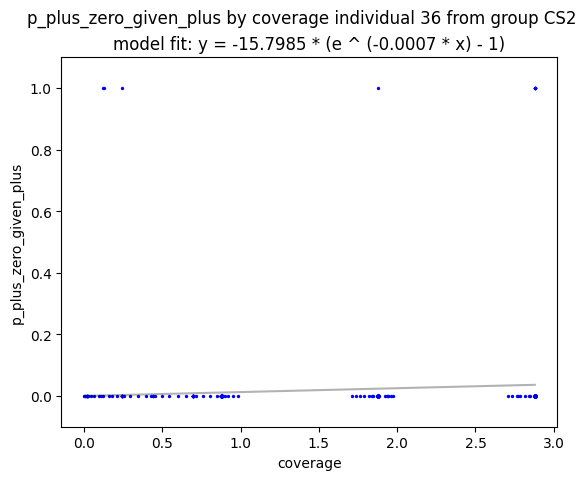 p_plus_zero_given_plus by coverage individual 36 from group CS2
model fit: y = -15.7985 * (e ^ (-0.0007 * x) - 1)
1.0
0.8
0.6
0.4
0.2
0.0
p_plus_zero_given_plus
0.0 0.5 1.0 1.5 2.0 2.5 3.0
coverage